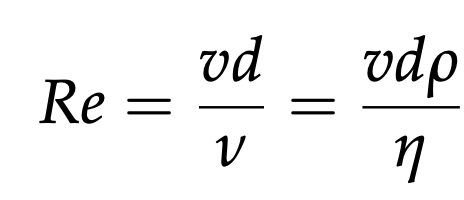 Re = vd/ν = vdρ/η